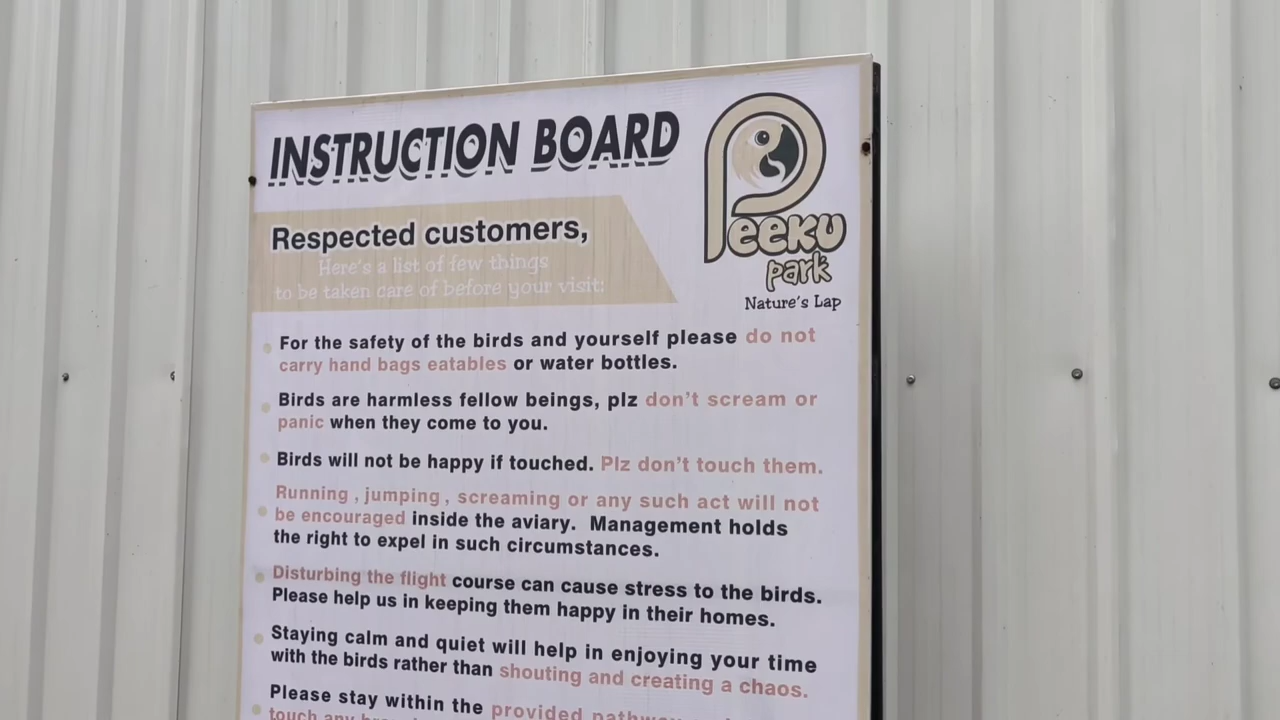 INSTRUCTION BOARD
Peeku
park
Nature's Lap
Respected customers,
Here's a list of few things
to be taken care of before your visit:
For the safety of the birds and yourself please do not
carry hand bags eatables or water bottles.
Birds are harmless fellow beings, plz don't scream or
panic when they come to you.
Birds will not be happy if touched. Plz don't touch them.
Running , jumping , screaming or any such act will not
be encouraged inside the aviary. Management holds
the right to expel in such circumstances.
Disturbing the flight course can cause stress to the birds.
Please help us in keeping them happy in their homes.
Staying calm and quiet will help in enjoying your time
with the birds rather than shouting and creating a chaos.
Please stay within the provided
touch any